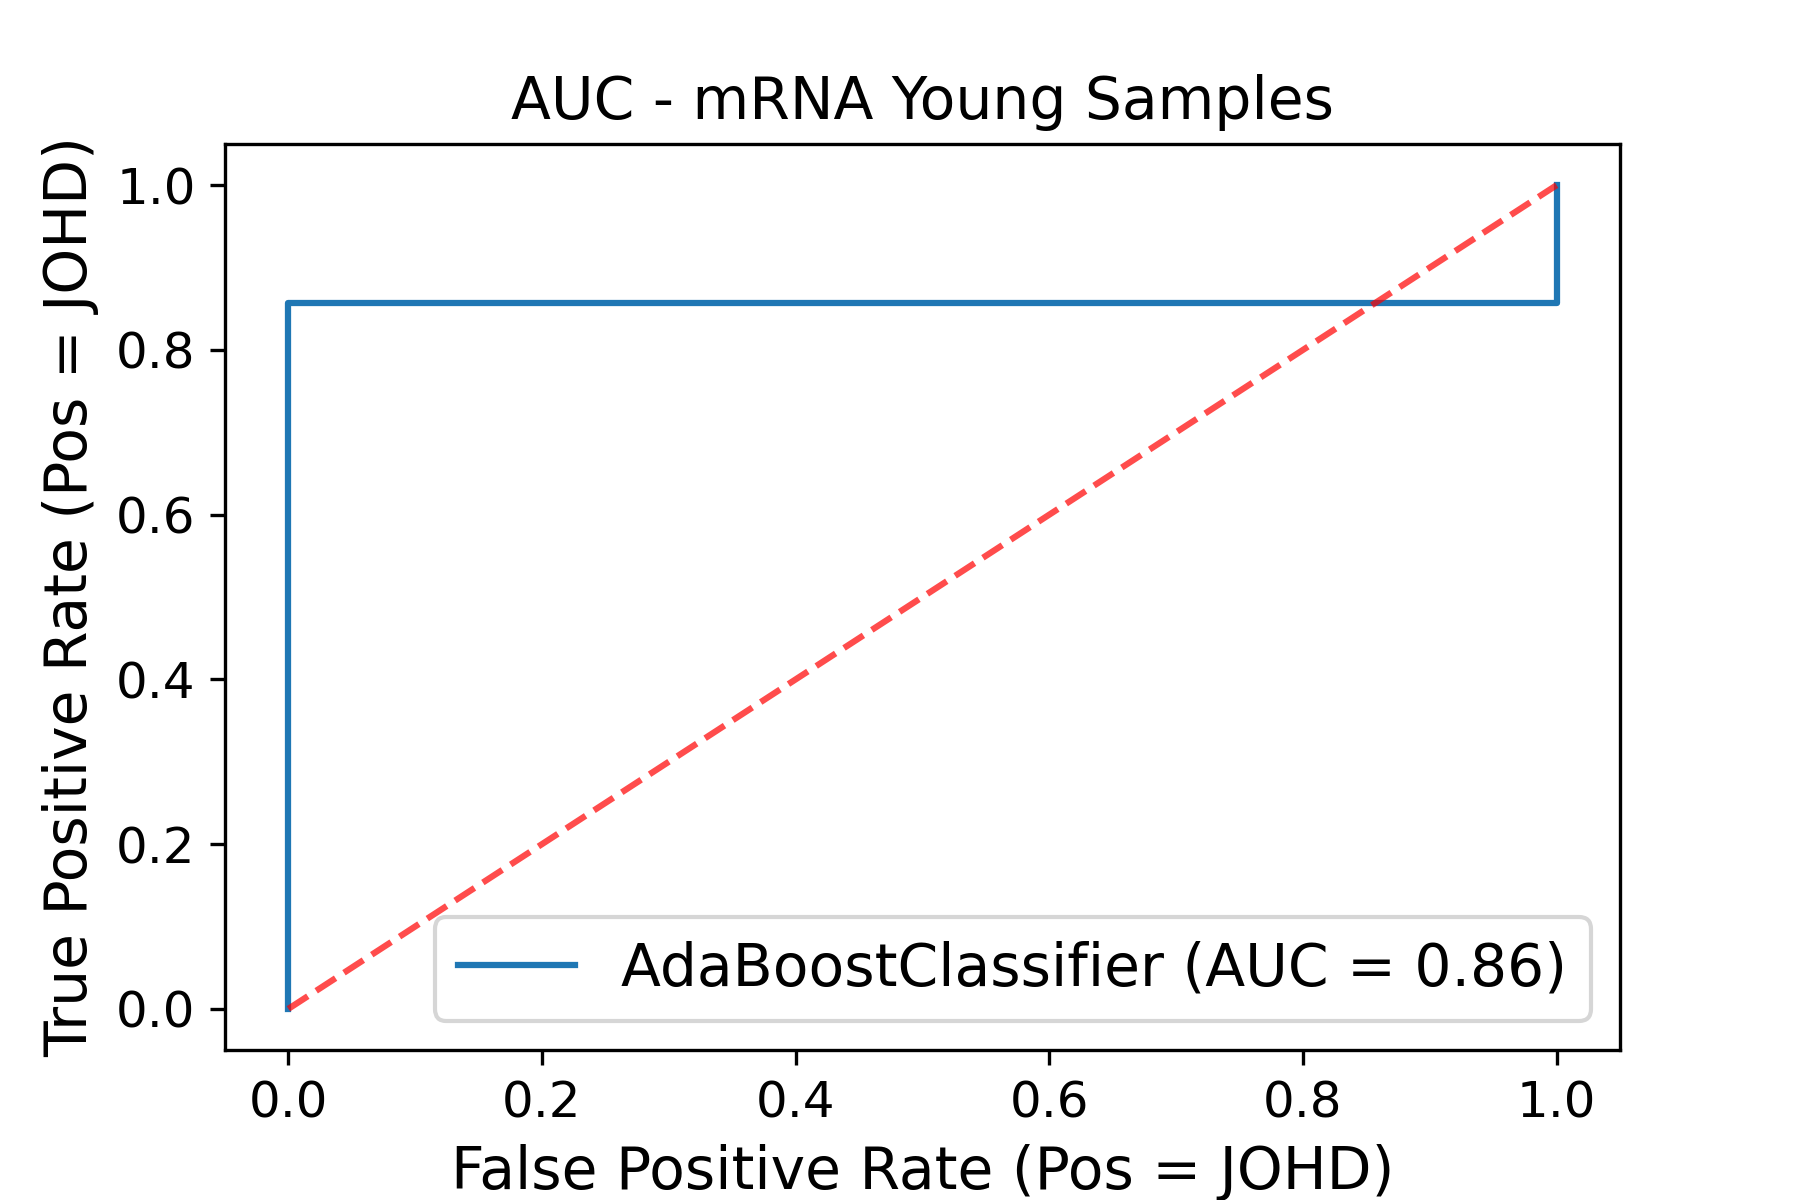 AUC - mRNA Young Samples
True Positive Rate (Pos = JOHD)
1.0
0.8
0.6
0.4
0.2
0.0
AdaBoostClassifier (AUC = 0.86)
0.0 0.2 0.4 0.6 0.8 1.0
False Positive Rate (Pos = JOHD)